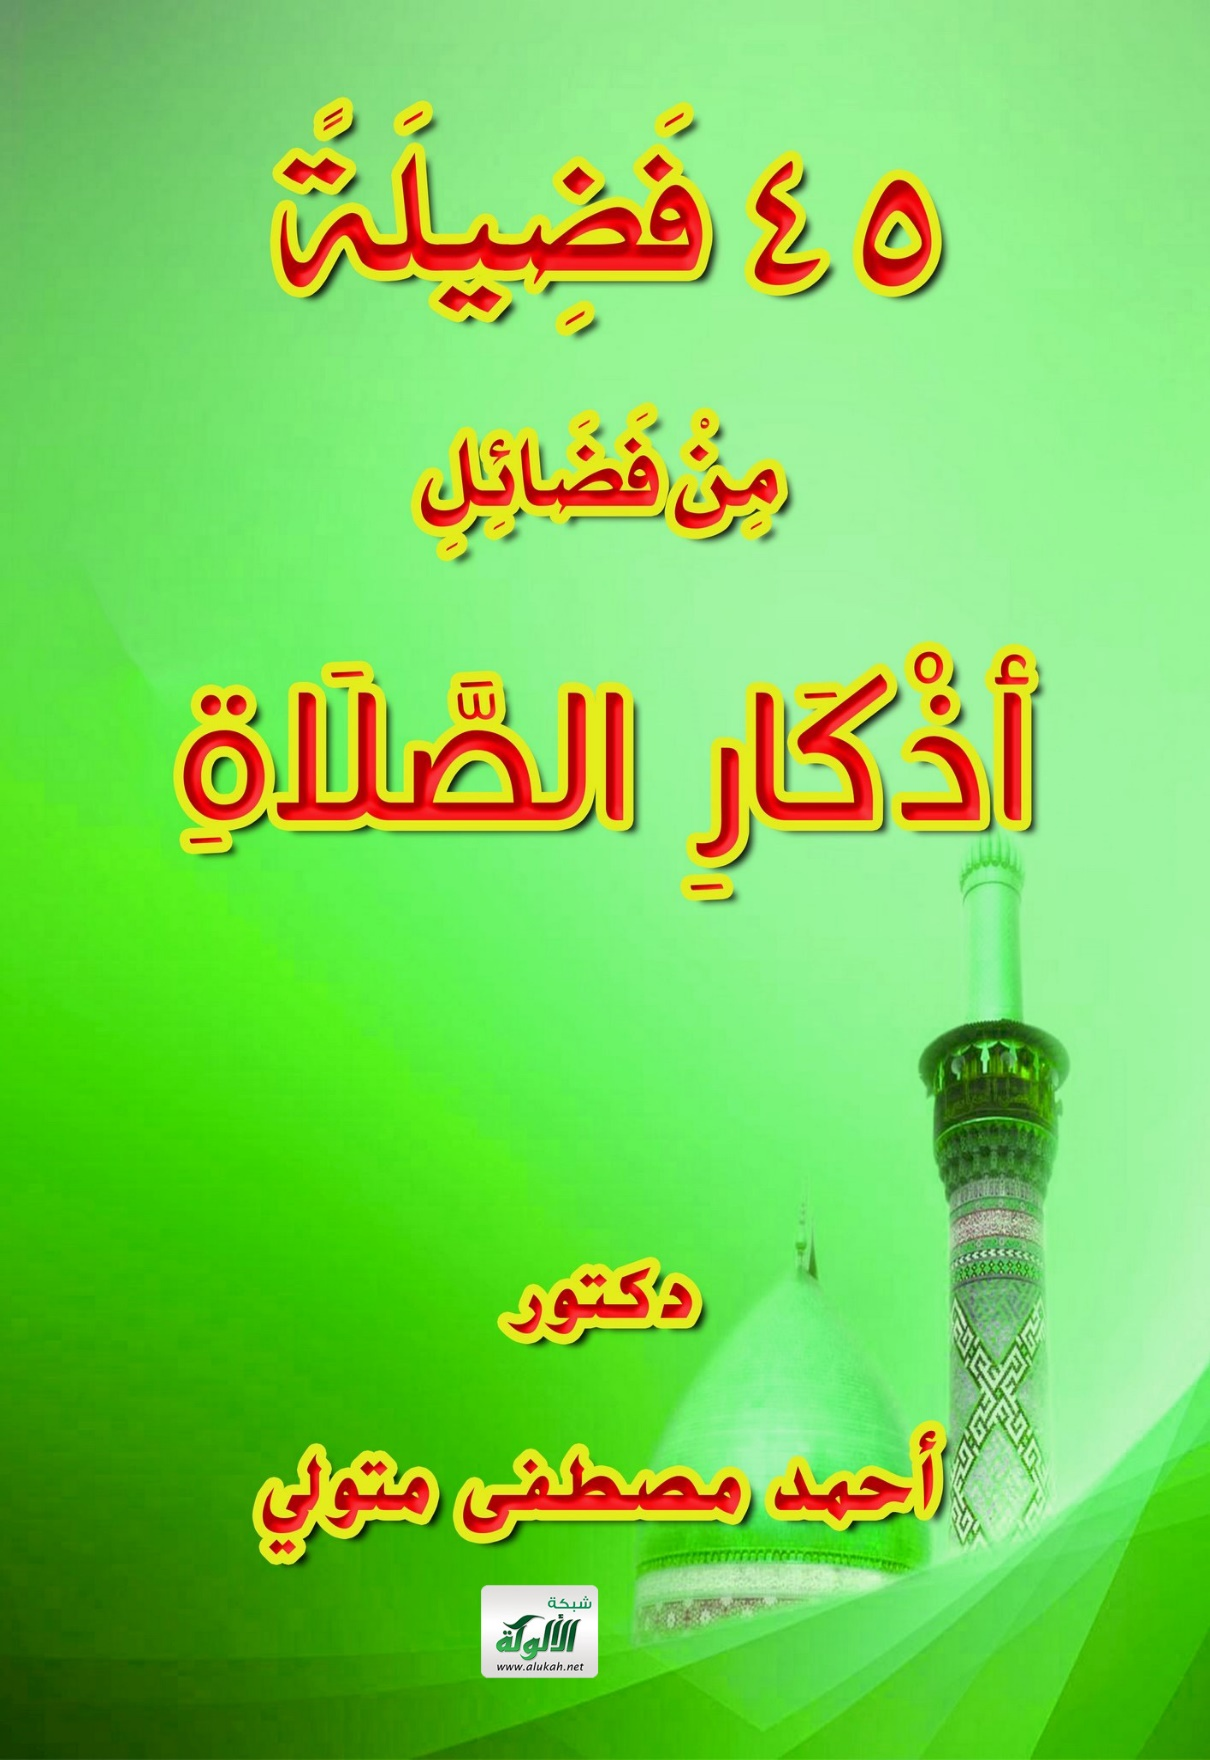 ٤٥ فَضِيلَةً
مِنْ فَضَائِلِ
أذْكَارِ الصَّلَاةِ
دكتور
أحمد مصطفى متولي
شبكة
الألوكة
www.alukah.net